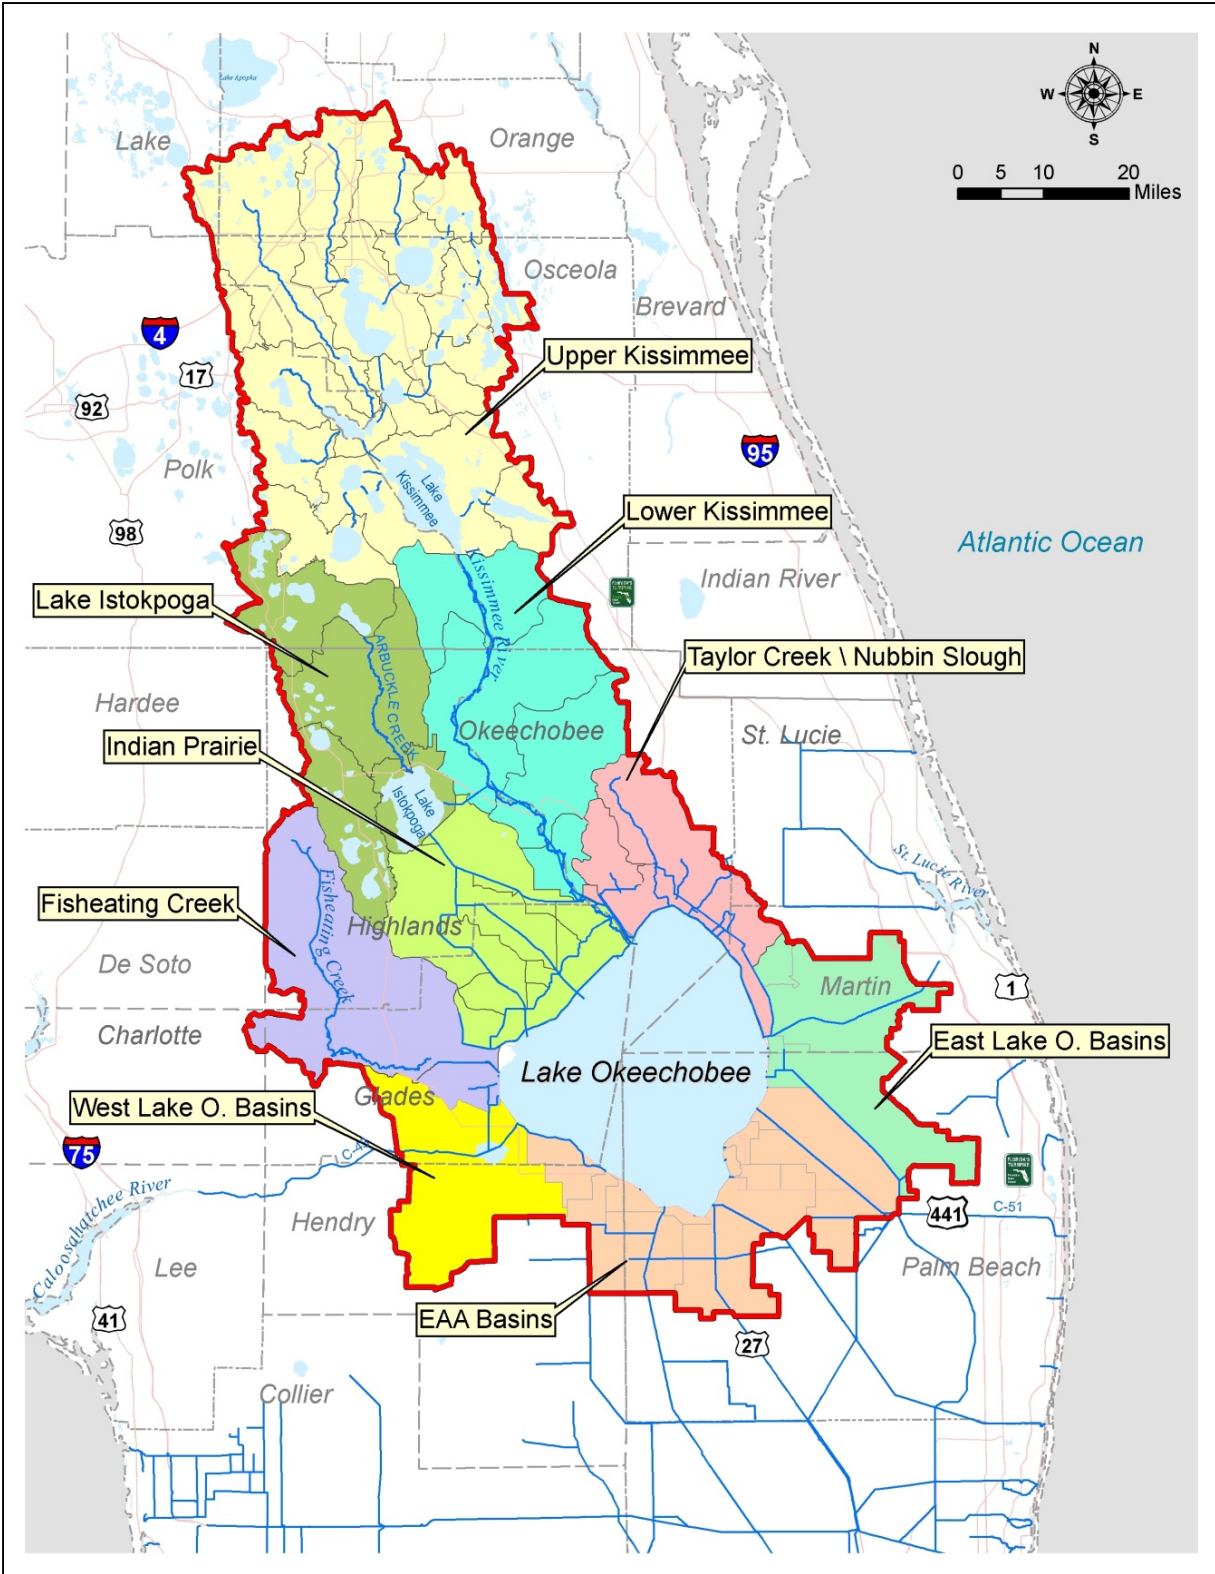 Lake Apopka
N
W
E
S
Lake
Orange
0 5 10 20
Miles
Osceola
Brevard
4
17
Upper Kissimmee
92
95
Polk
Lake
Kissimmee
98
Lower Kissimmee
Atlantic Ocean
Kissimmee River
Indian River
Lake Istokpoga
ARBUCKLE CREEK
Taylor Creek \ Nubbin Slough
Hardee
Okeechobee
St. Lucie
Indian Prairie
Lake
Istokpoga
St. Lucie River
Fisheating Creek
Fisheating Creek
Highlands
De Soto
Martin
1
Charlotte
East Lake O. Basins
Lake Okeechobee
Glades
West Lake O. Basins
75
Caloosahatchee River
441
C-51
Hendry
Lee
Palm Beach
EAA Basins
41
27
Collier